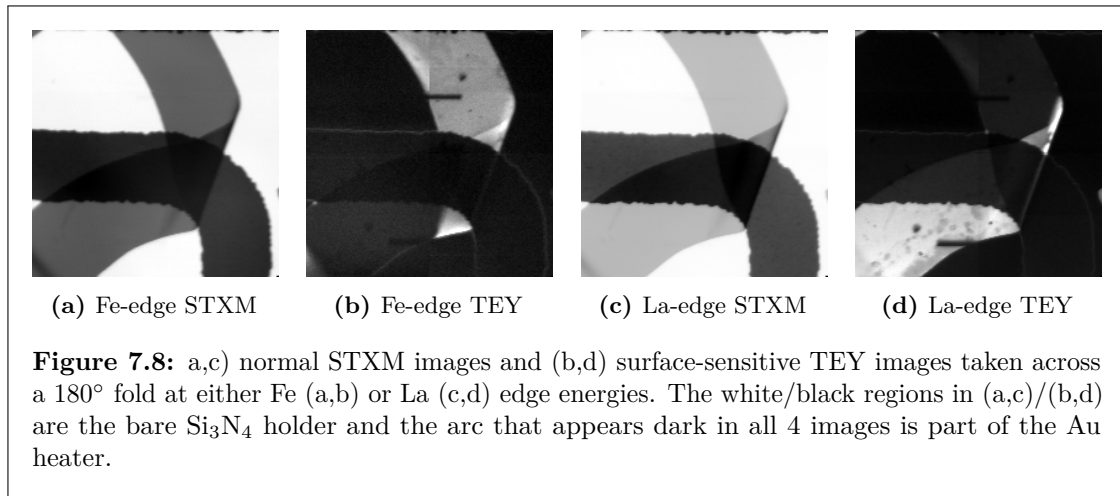 (a) Fe-edge STXM (b) Fe-edge TEY (c) La-edge STXM (d) La-edge TEY
Figure 7.8: a,c) normal STXM images and (b,d) surface-sensitive TEY images taken across
a 180° fold at either Fe (a,b) or La (c,d) edge energies. The white/black regions in (a,c)/(b,d)
are the bare Si₃N₄ holder and the arc that appears dark in all 4 images is part of the Au
heater.